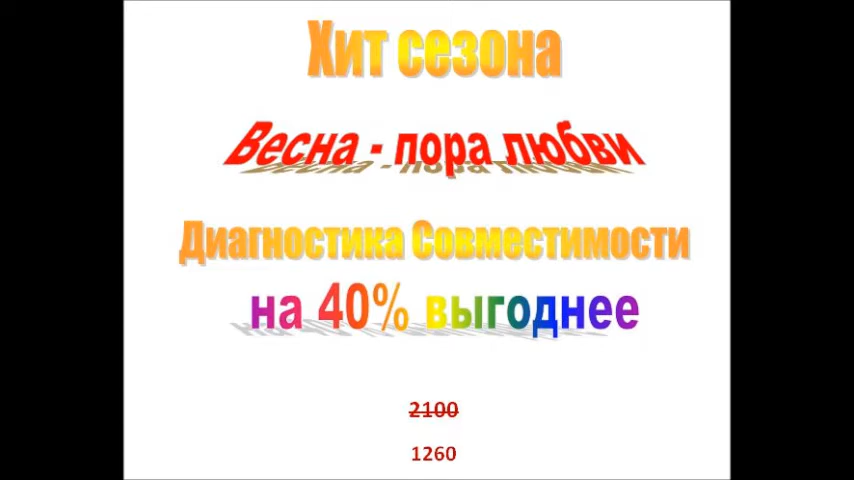 Хит сезона
Весна - пора любви
Диагностика Совместимости
на 40% выгоднее
2100
1260